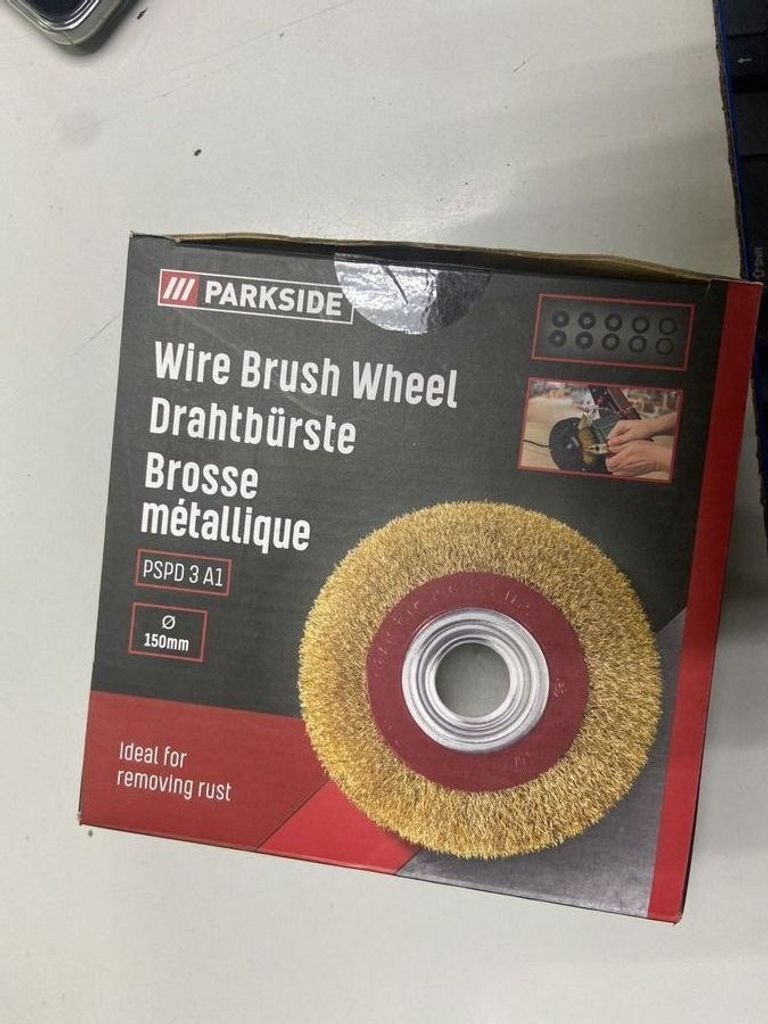 PARKSIDE
Wire Brush Wheel
Drahtbürste
Brosse
métallique
PSPD 3 A1
Ø
150mm
Ideal for
removing rust